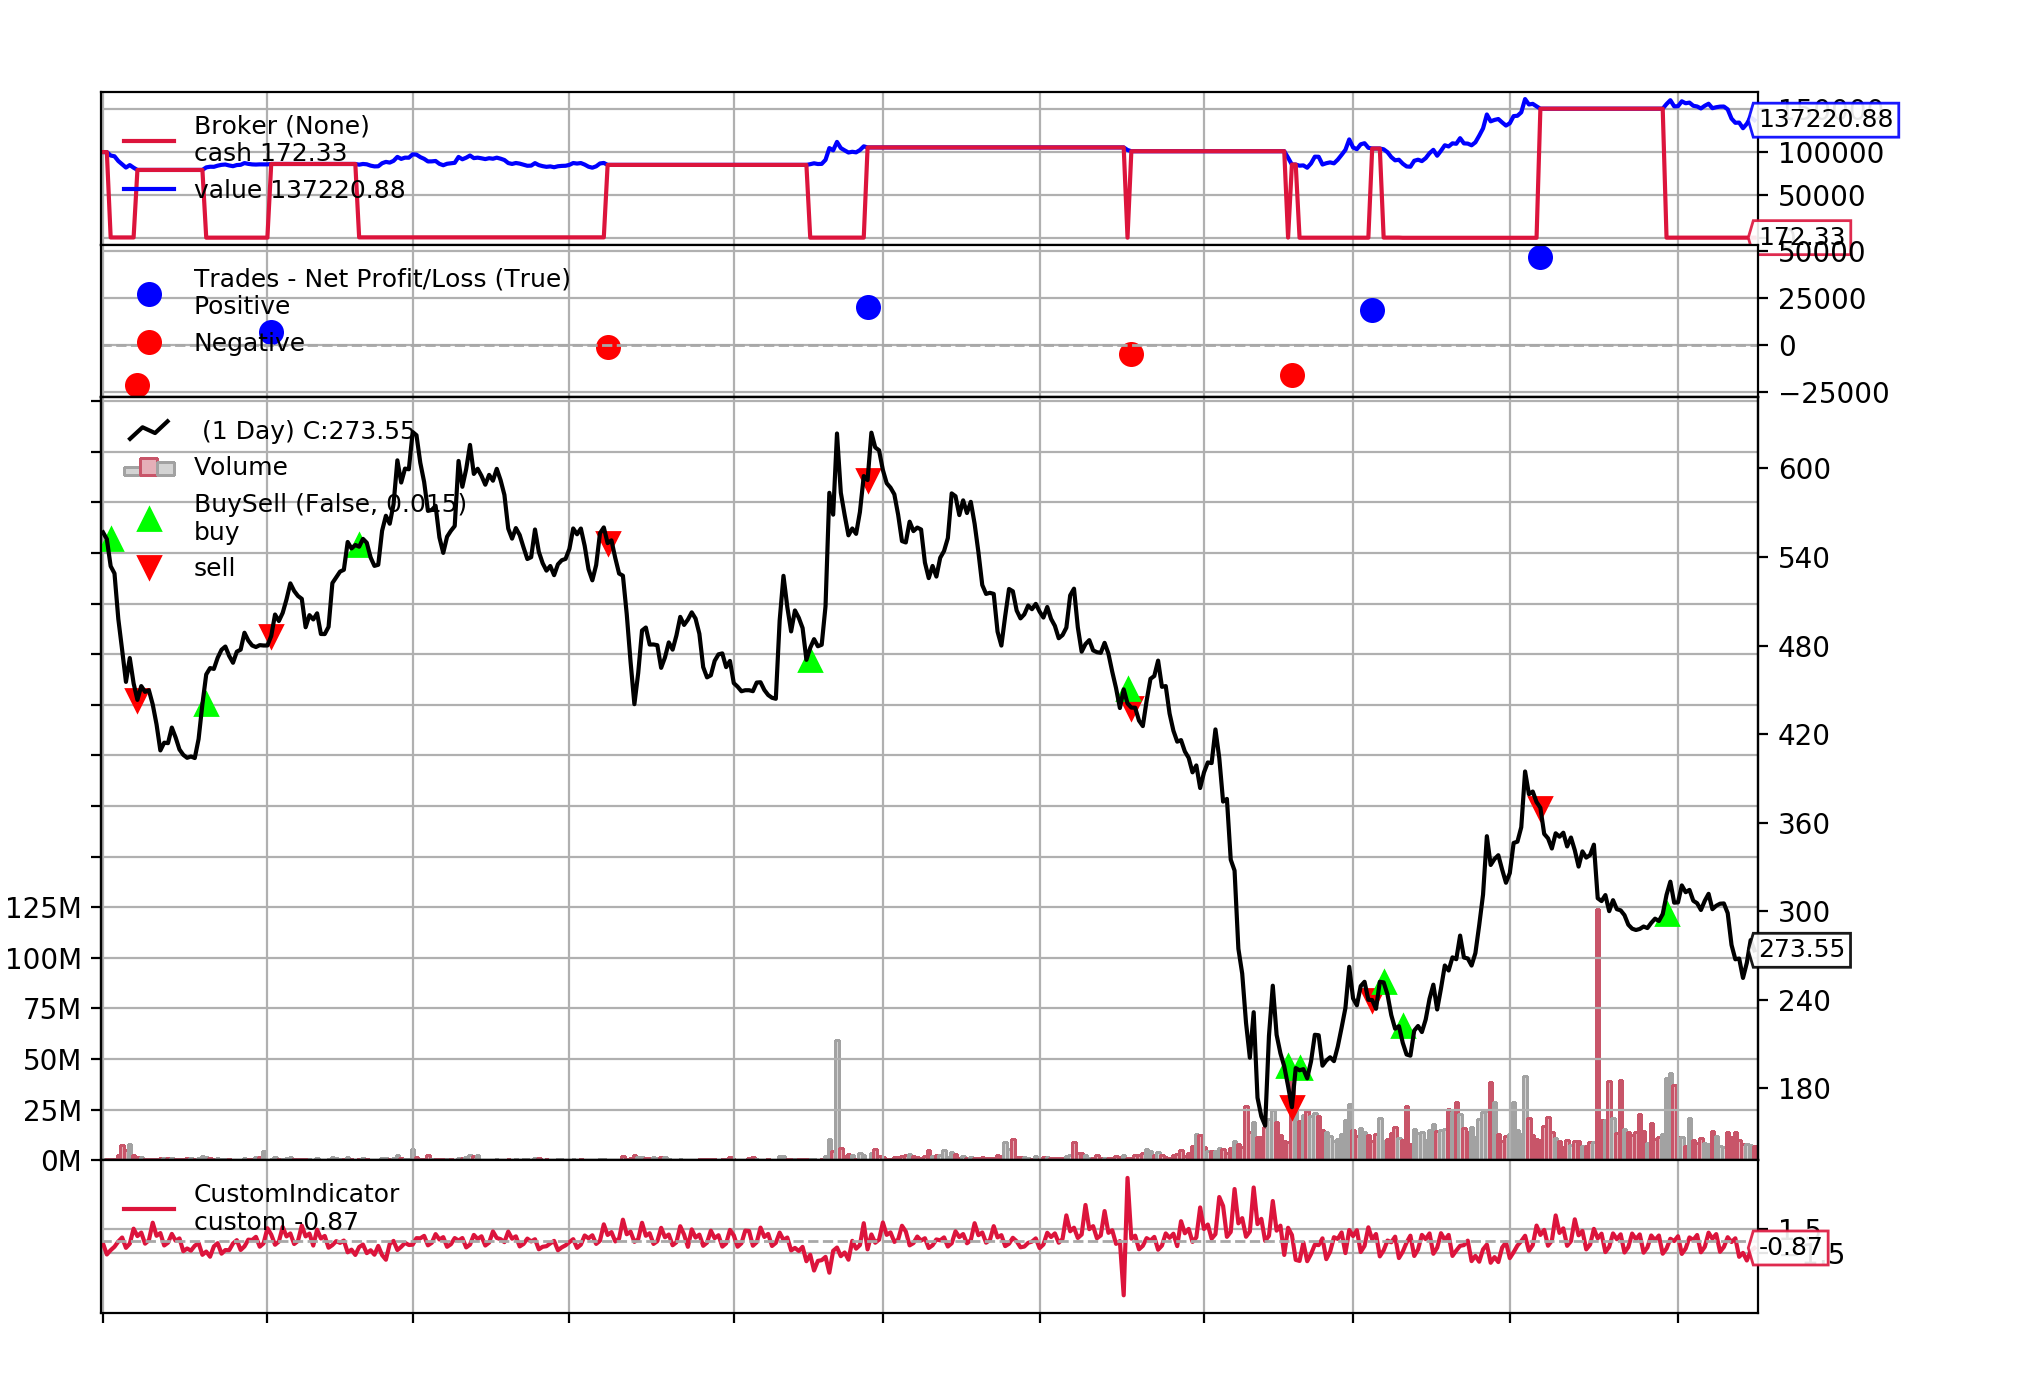 Broker (None)
cash 172.33
value 137220.88
150000
137220.88
100000
50000
172.33
Trades - Net Profit/Loss (True)
Positive
Negative
50000
25000
0
−25000
(1 Day) C:273.55
Volume
BuySell (False, 0.015)
buy
sell
600
540
480
420
360
300
273.55
240
180
125M
100M
75M
50M
25M
0M
CustomIndicator
custom -0.87
1.5
-0.87